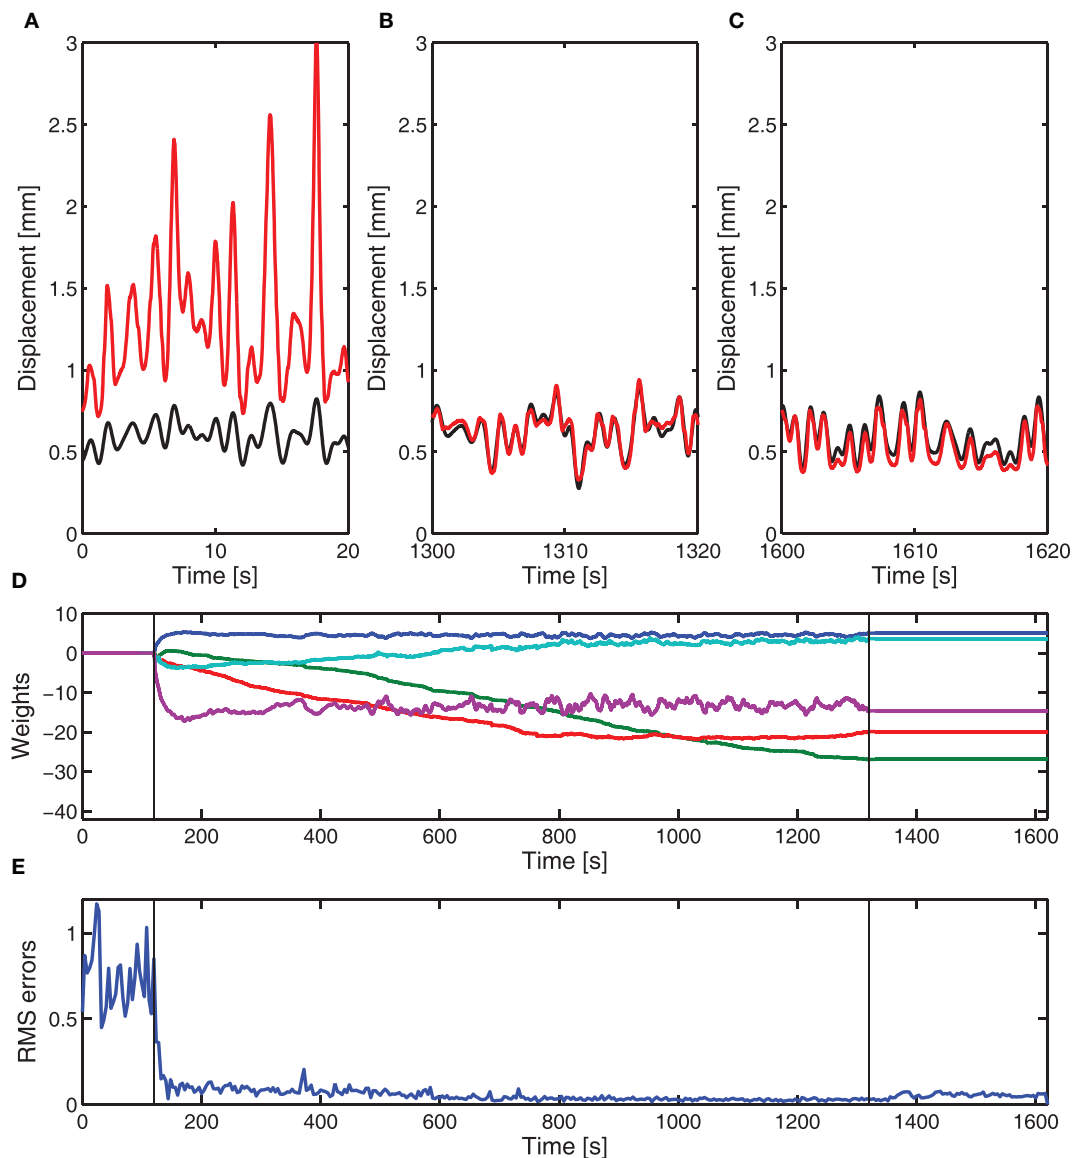 A
B
C
3
2.5
2
1.5
1
0.5
0
Displacement [mm]
0 10 20
Time [s]
3
2.5
2
1.5
1
0.5
0
Displacement [mm]
1300 1310 1320
Time [s]
3
2.5
2
1.5
1
0.5
0
Displacement [mm]
1600 1610 1620
Time [s]
D
10
0
−10
−20
−30
−40
Weights
0 200 400 600 800 1000 1200 1400 1600
Time [s]
E
1
0.5
0
RMS errors
0 200 400 600 800 1000 1200 1400 1600
Time [s]